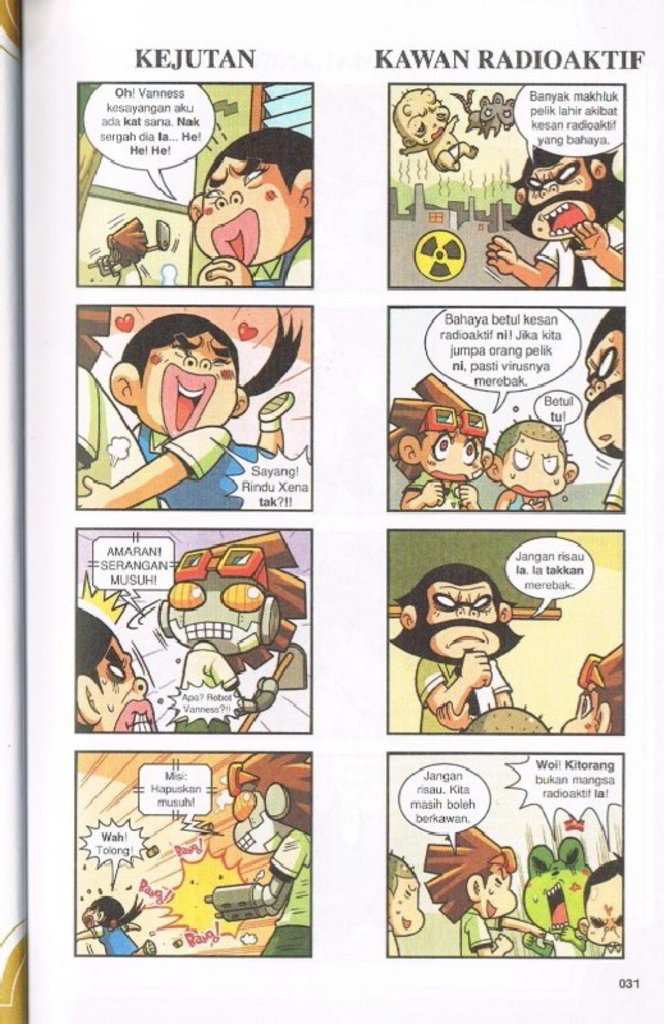 KEJUTAN
Oh! Vanness
kesayangan aku
ada kat sana. Nak
sergah dia la... He!
He! He!
Sayang!
Rindu Xena
tak?!!
AMARAN!
SERANGAN
MUSUH!
Apa? Robot
Vanness?!!
Misi:
Hapuskan
musuh!
Wah!
Tolong!
Bang!
Bang!
Bang!
KAWAN RADIOAKTIF
Banyak makhluk
pelik lahir akibat
kesan radioaktif
yang bahaya.
Bahaya betul kesan
radioaktif ni! Jika kita
jumpa orang pelik
ni, pasti virusnya
merebak.
Betul
tu!
Jangan risau
la. Ia takkan
merebak.
Jangan
risau. Kita
masih boleh
berkawan.
Woi! Kitorang
bukan mangsa
radioaktif la!
031